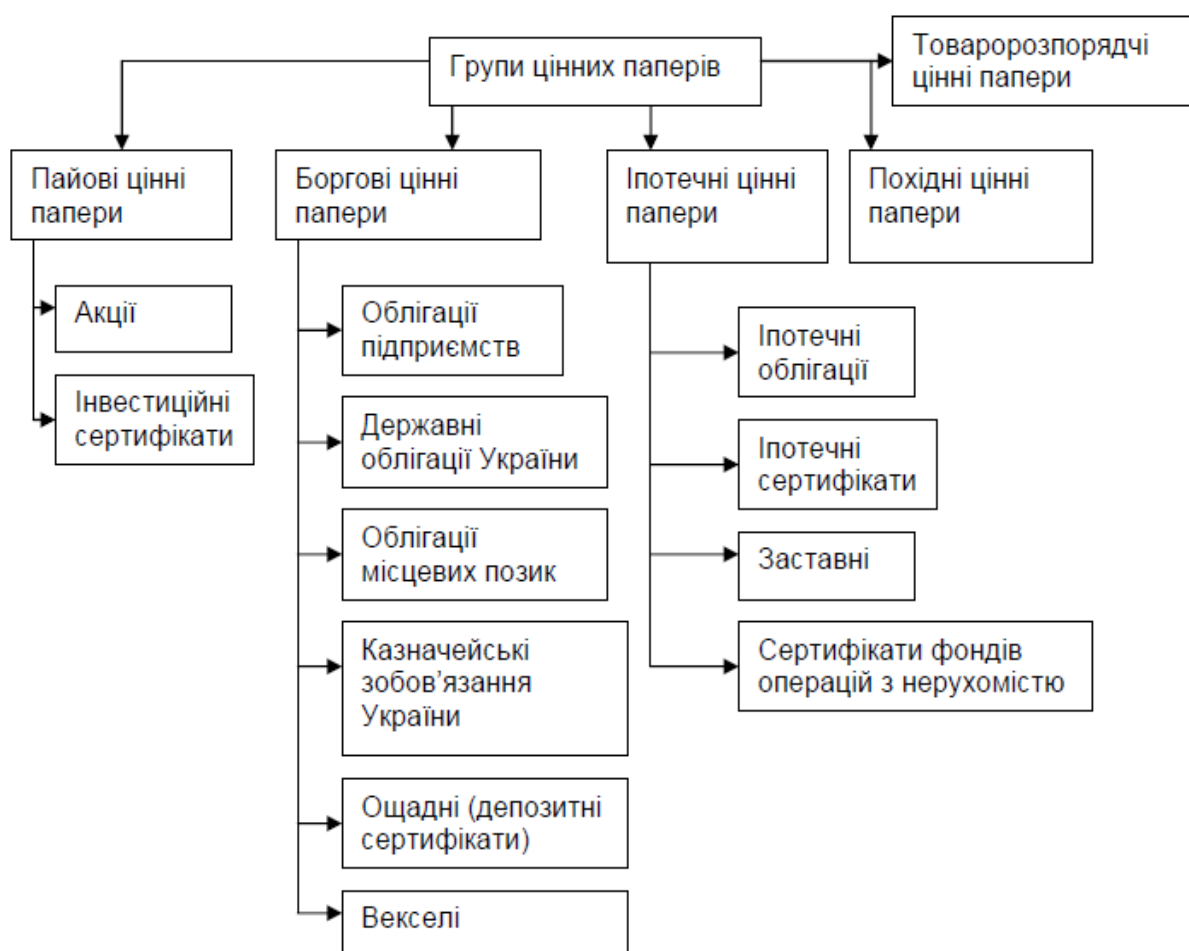 Групи цінних паперів
Товаророзпорядчі
цінні папери
Пайові цінні
папери
Боргові цінні
папери
Іпотечні цінні
папери
Похідні цінні
папери
Акції
Інвестиційні
сертифікати
Облігації
підприємств
Державні
облігації України
Облігації
місцевих позик
Казначейські
зобов’язання
України
Ощадні (депозитні
сертифікати)
Векселі
Іпотечні
облігації
Іпотечні
сертифікати
Заставні
Сертифікати фондів
операцій з нерухомістю